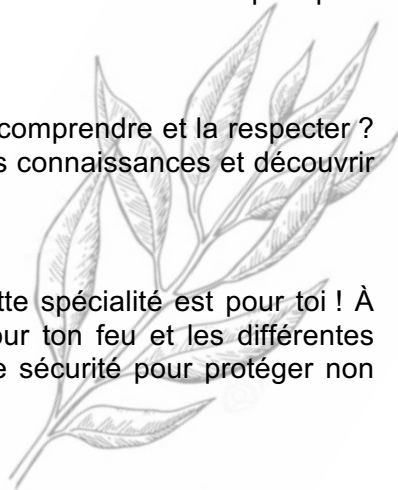 comprendre et la respecter ?
s connaissances et découvrir
tte spécialité est pour toi ! À
our ton feu et les différentes
e sécurité pour protéger non